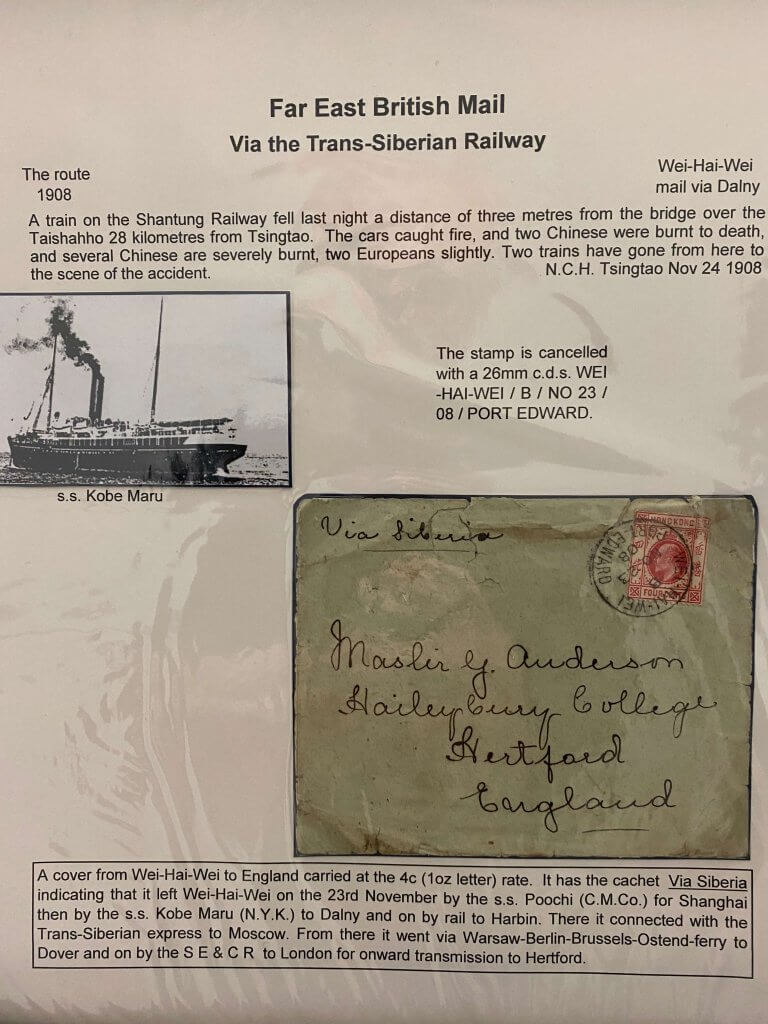 Far East British Mail
Via the Trans-Siberian Railway
The route
1908
Wei-Hai-Wei
mail via Dalny
A train on the Shantung Railway fell last night a distance of three metres from the bridge over the
Taishahho 28 kilometres from Tsingtao. The cars caught fire, and two Chinese were burnt to death,
and several Chinese are severely burnt, two Europeans slightly. Two trains have gone from here to
the scene of the accident. N.C.H. Tsingtao Nov 24 1908
The stamp is cancelled
with a 26mm c.d.s. WEI
-HAI-WEI / B / NO 23 /
08 / PORT EDWARD.
s.s. Kobe Maru
Via Siberia
HONG KONG
FOUR
WEI-HAI-WEI
B
NO 23
08
PORT EDWARD
Master G. Anderson
Haileybury College
Hertford
England
A cover from Wei-Hai-Wei to England carried at the 4c (1oz letter) rate. It has the cachet Via Siberia
indicating that it left Wei-Hai-Wei on the 23rd November by the s.s. Poochi (C.M.Co.) for Shanghai
then by the s.s. Kobe Maru (N.Y.K.) to Dalny and on by rail to Harbin. There it connected with the
Trans-Siberian express to Moscow. From there it went via Warsaw-Berlin-Brussels-Ostend-ferry to
Dover and on by the S E & C R to London for onward transmission to Hertford.